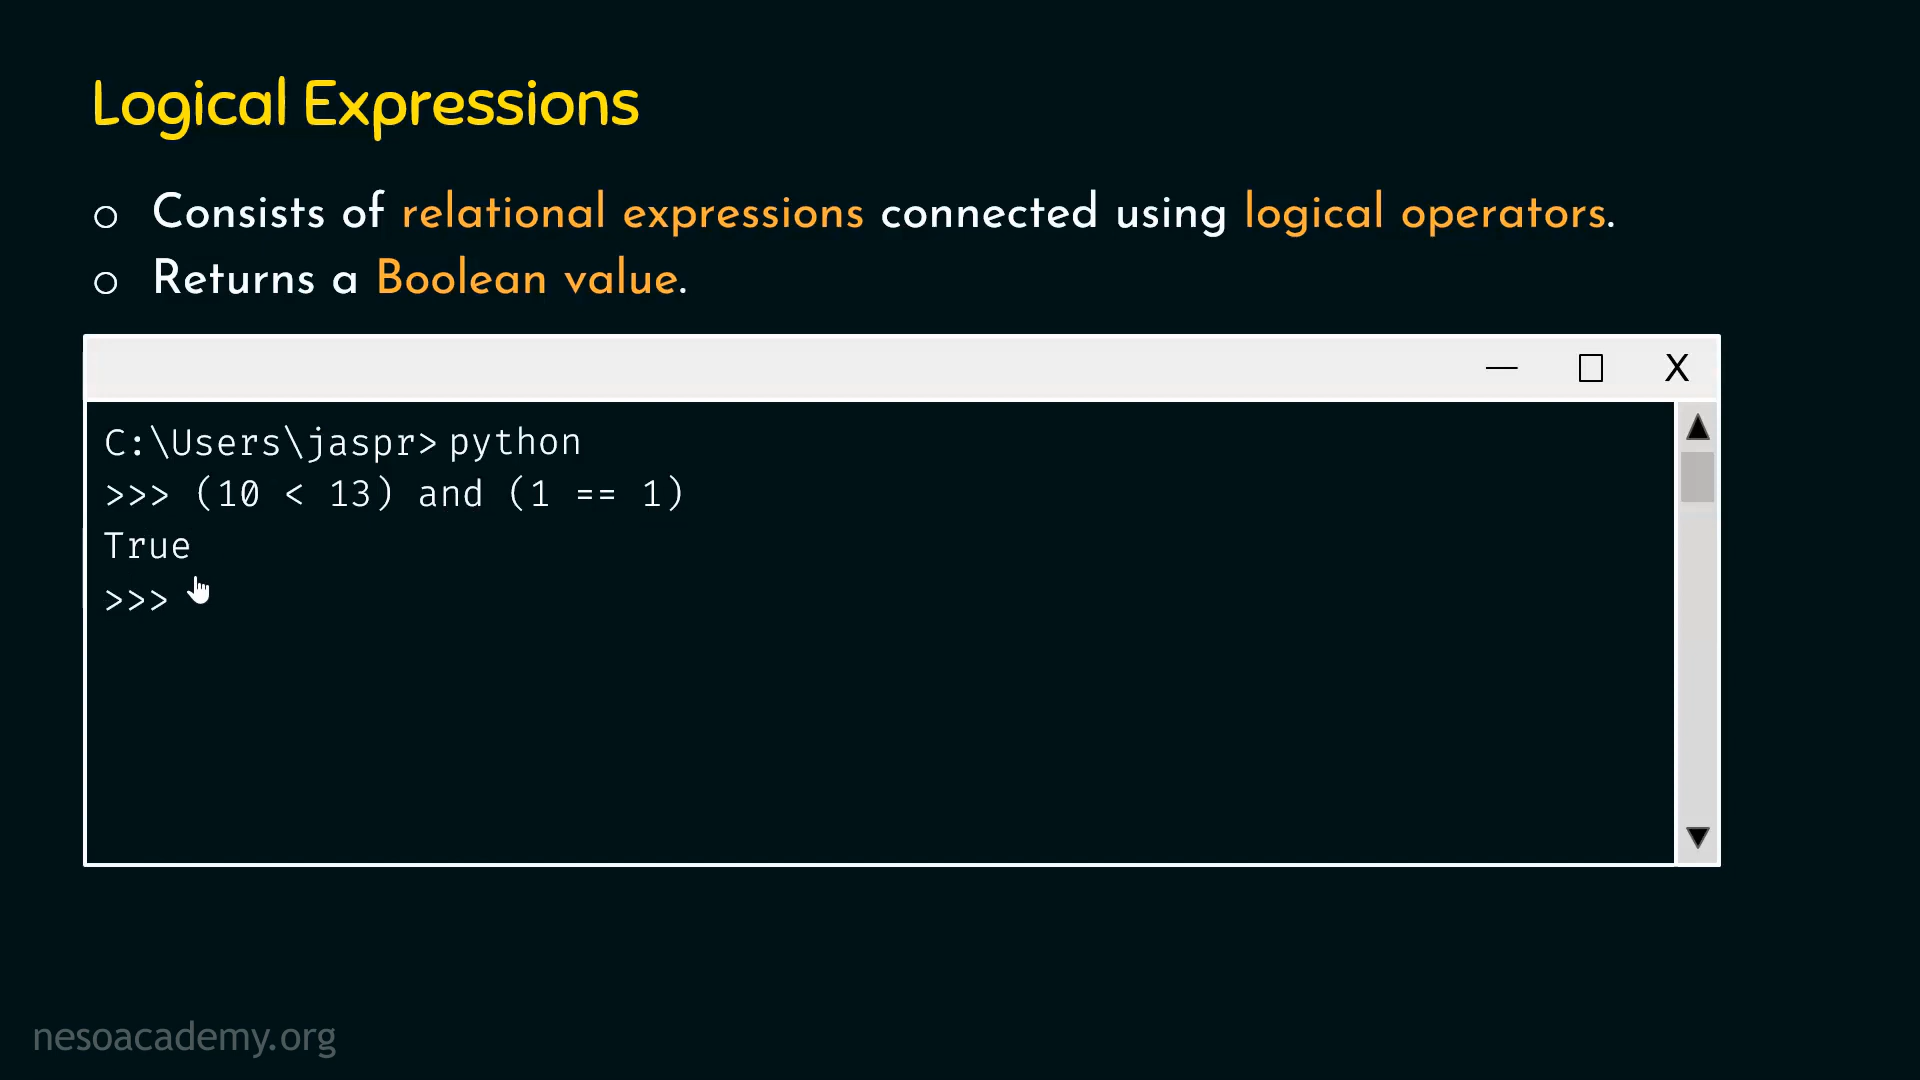 Logical Expressions
○ Consists of relational expressions connected using logical operators.
○ Returns a Boolean value.
X
C:\Users\jaspr> python
>>> (10 < 13) and (1 == 1)
True
>>>
nesoacademy.org